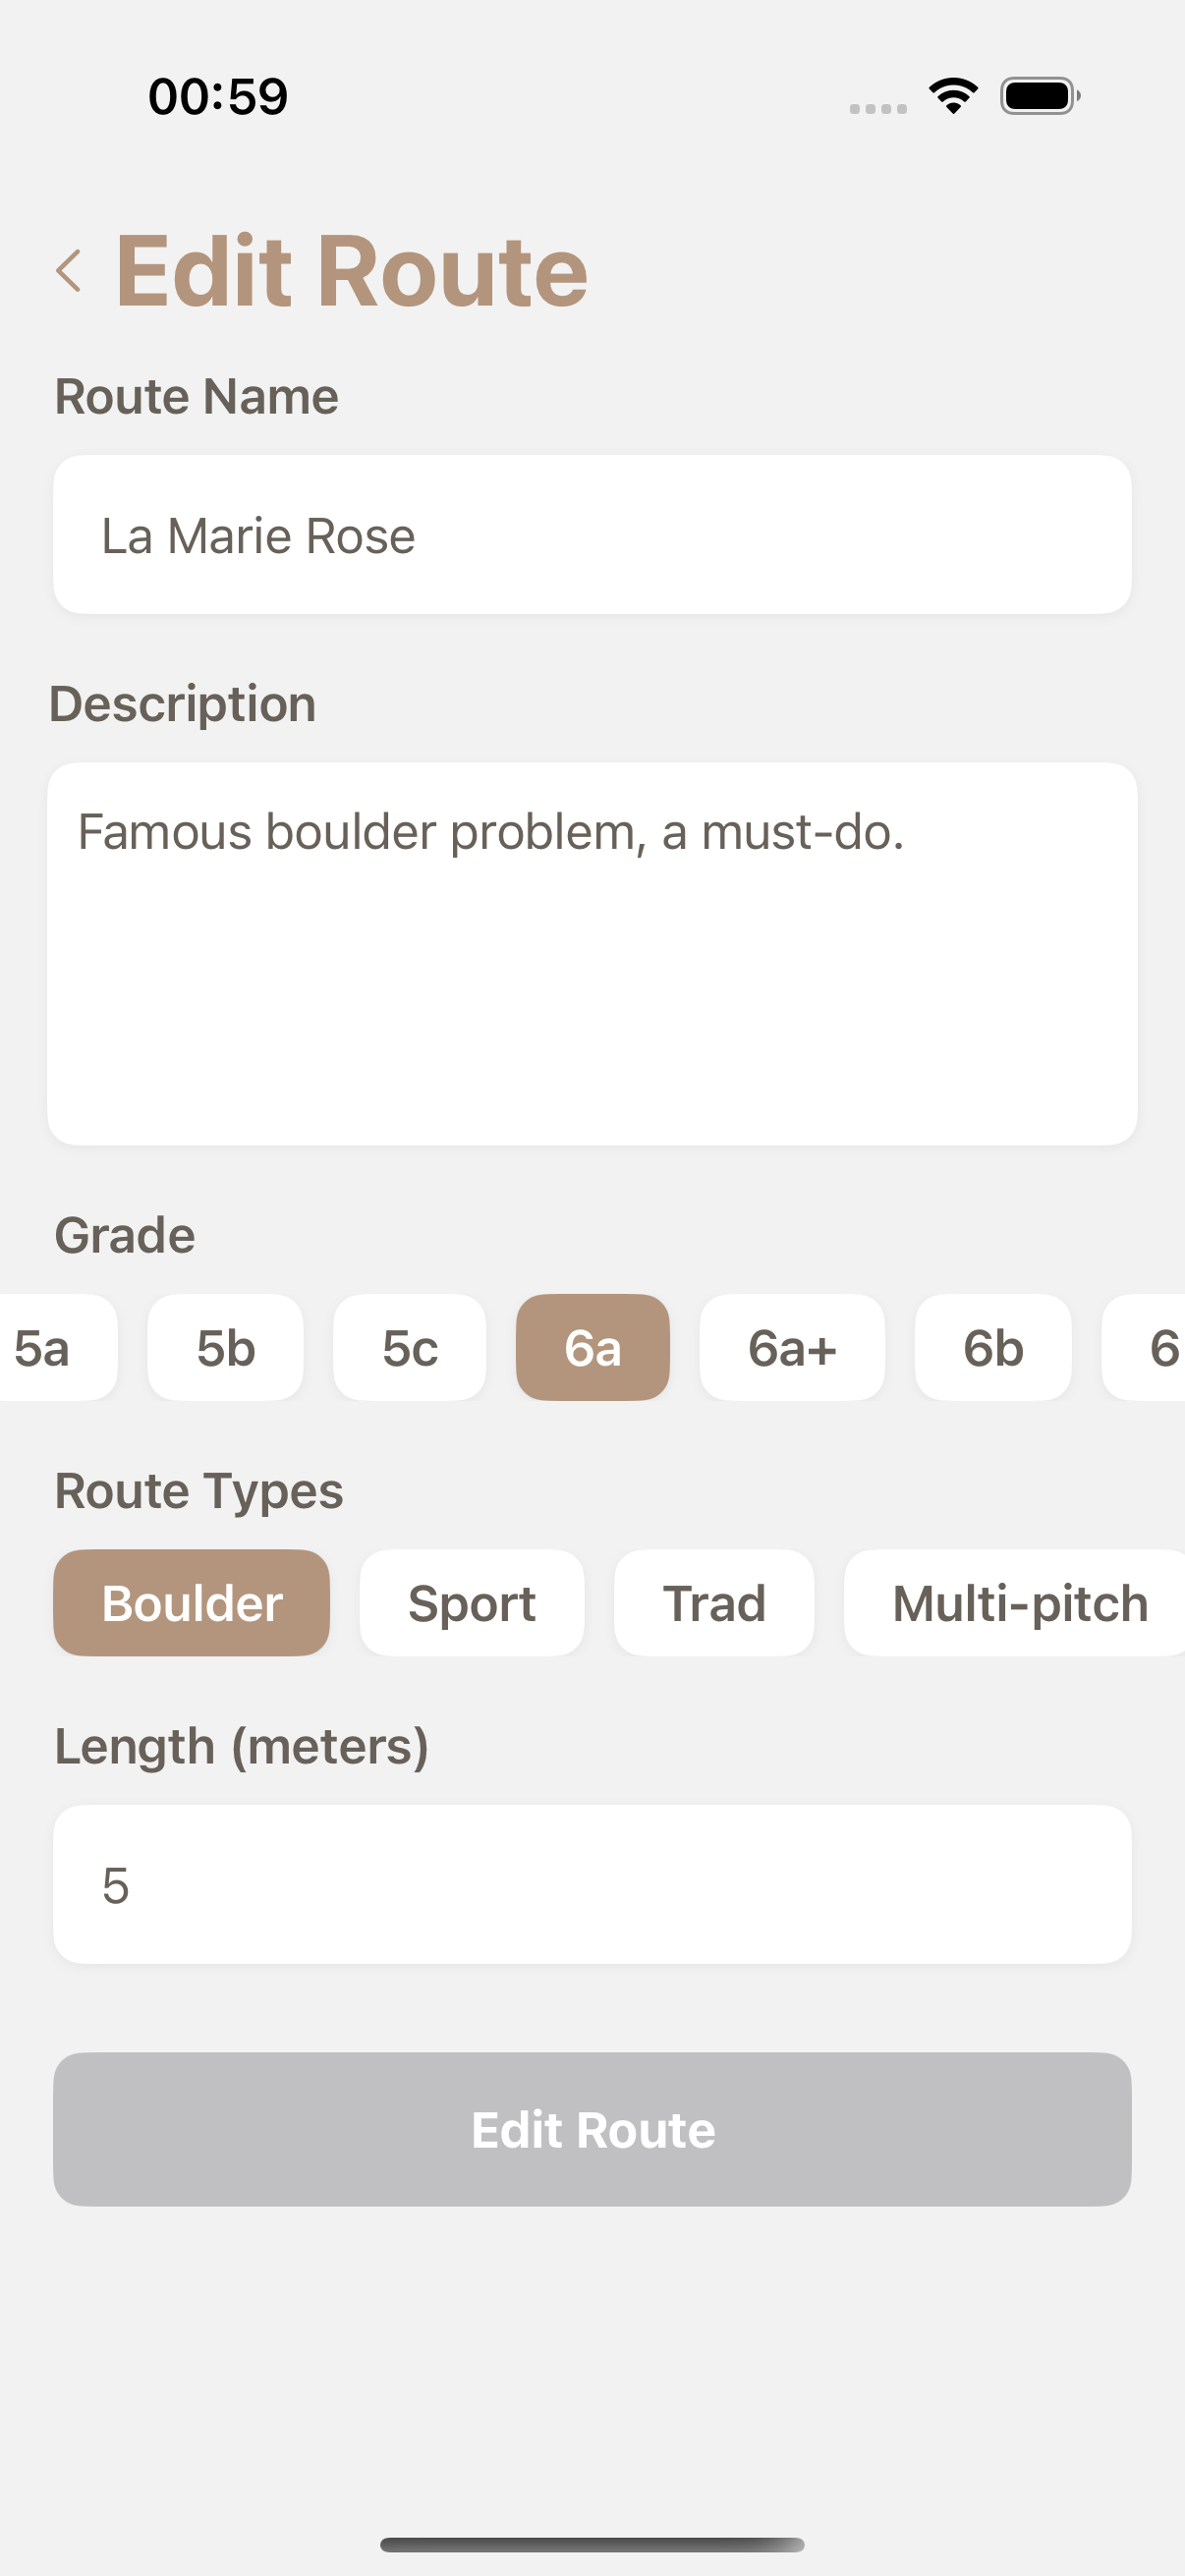 00:59
Edit Route
Route Name
La Marie Rose
Description
Famous boulder problem, a must-do.
Grade
5a 5b 5c 6a 6a+ 6b 6
Route Types
Boulder Sport Trad Multi-pitch
Length (meters)
5
Edit Route